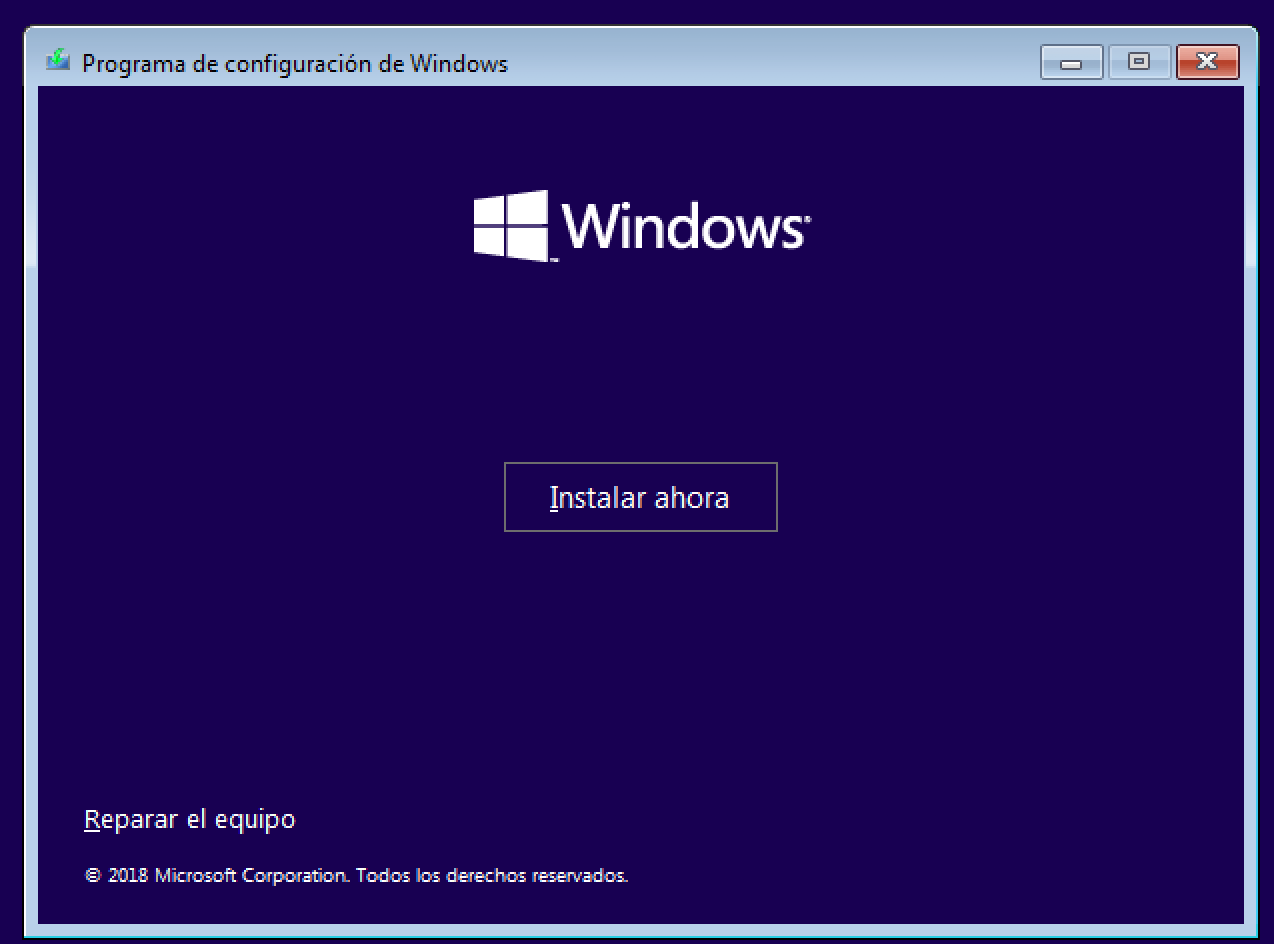 Programa de configuración de Windows
Windows®
Instalar ahora
Reparar el equipo
© 2018 Microsoft Corporation. Todos los derechos reservados.